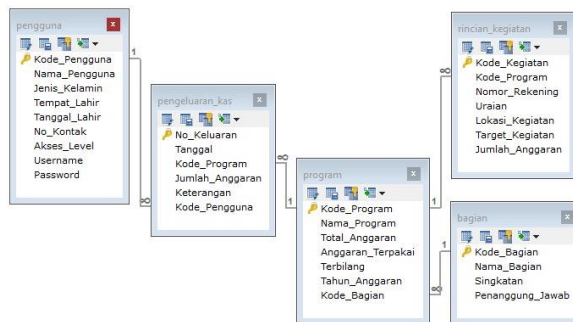 pengguna
Kode_Pengguna
Nama_Pengguna
Jenis_Kelamin
Tempat_Lahir
Tanggal_Lahir
No_Kontak
Akses_Level
Username
Password
1
∞
pengeluaran_kas
No_Keluaran
Tanggal
Kode_Program
Jumlah_Anggaran
Keterangan
Kode_Pengguna
∞
1
program
Kode_Program
Nama_Program
Total_Anggaran
Anggaran_Terpakai
Terbilang
Tahun_Anggaran
Kode_Bagian
∞
1
rincian_kegiatan
Kode_Kegiatan
Kode_Program
Nomor_Rekening
Uraian
Lokasi_Kegiatan
Target_Kegiatan
Jumlah_Anggaran
1
∞
bagian
Kode_Bagian
Nama_Bagian
Singkatan
Penanggung_Jawab